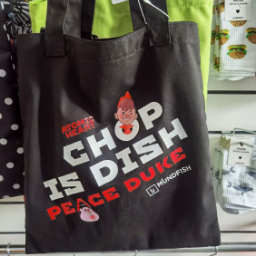 ATOMIC
HEART
CHOP
IS DISH
PEACE DUKE
MUNDFISH